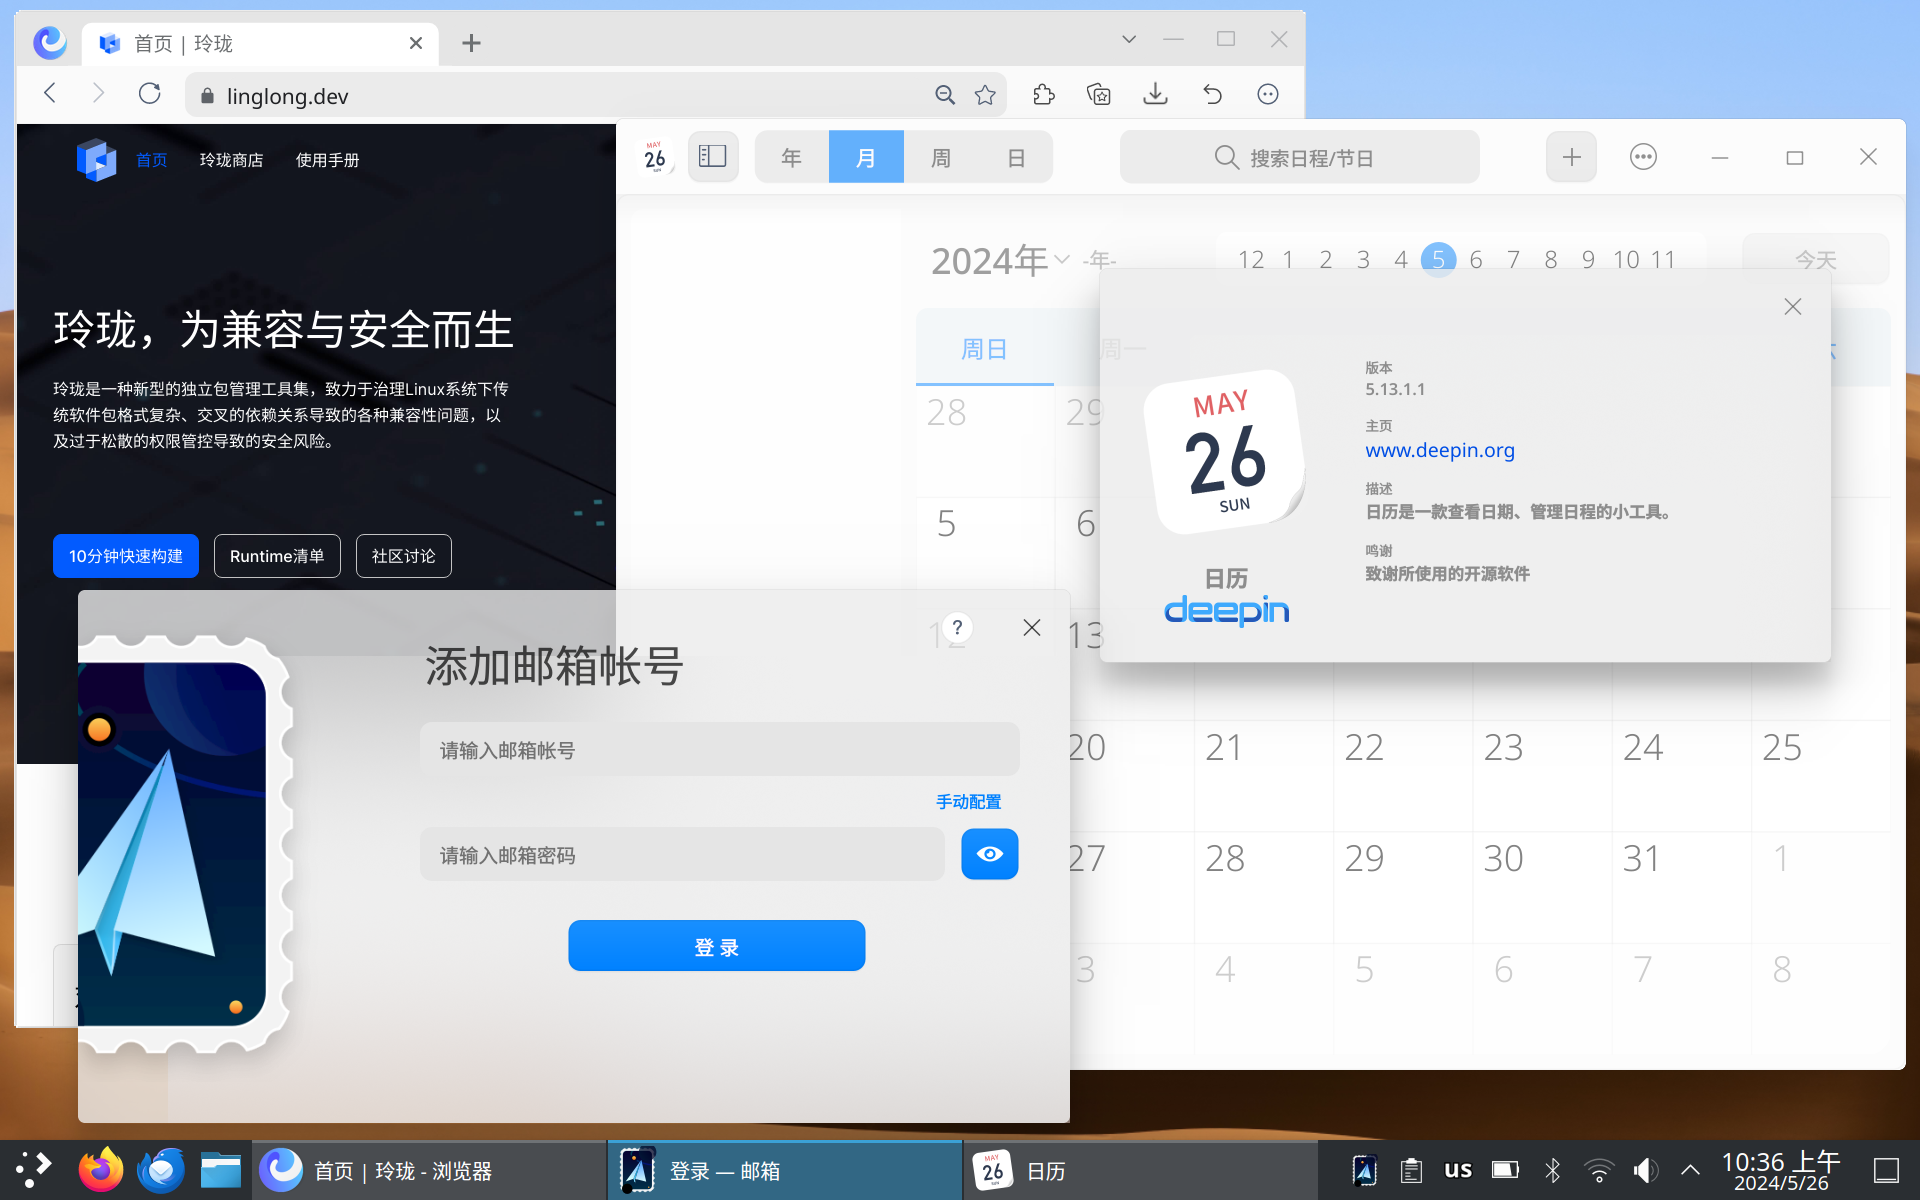 首页 | 玲珑
linglong.dev
首页
玲珑商店
使用手册
玲珑，为兼容与安全而生
玲珑是一种新型的独立包管理工具集，致力于治理Linux系统下传
统软件包格式复杂、交叉的依赖关系导致的各种兼容性问题，以
及过于松散的权限管控导致的安全风险。
10分钟快速构建
Runtime清单
社区讨论
MAY
26
SUN
年
月
周
日
搜索日程/节日
2024年
-年-
12 1 2 3 4 5 6 7 8 9 10 11
今天
周日
周一
28 29
5 6
12 13
20 21 22 23 24 25
27 28 29 30 31 1
3 4 5 6 7 8
MAY
26
SUN
日历
deepin
版本
5.13.1.1
主页
www.deepin.org
描述
日历是一款查看日期、管理日程的小工具。
鸣谢
致谢所使用的开源软件
?
添加邮箱帐号
请输入邮箱帐号
手动配置
请输入邮箱密码
登 录
首页 | 玲珑 - 浏览器
登录 — 邮箱
MAY
26
日历
us
10:36 上午
2024/5/26